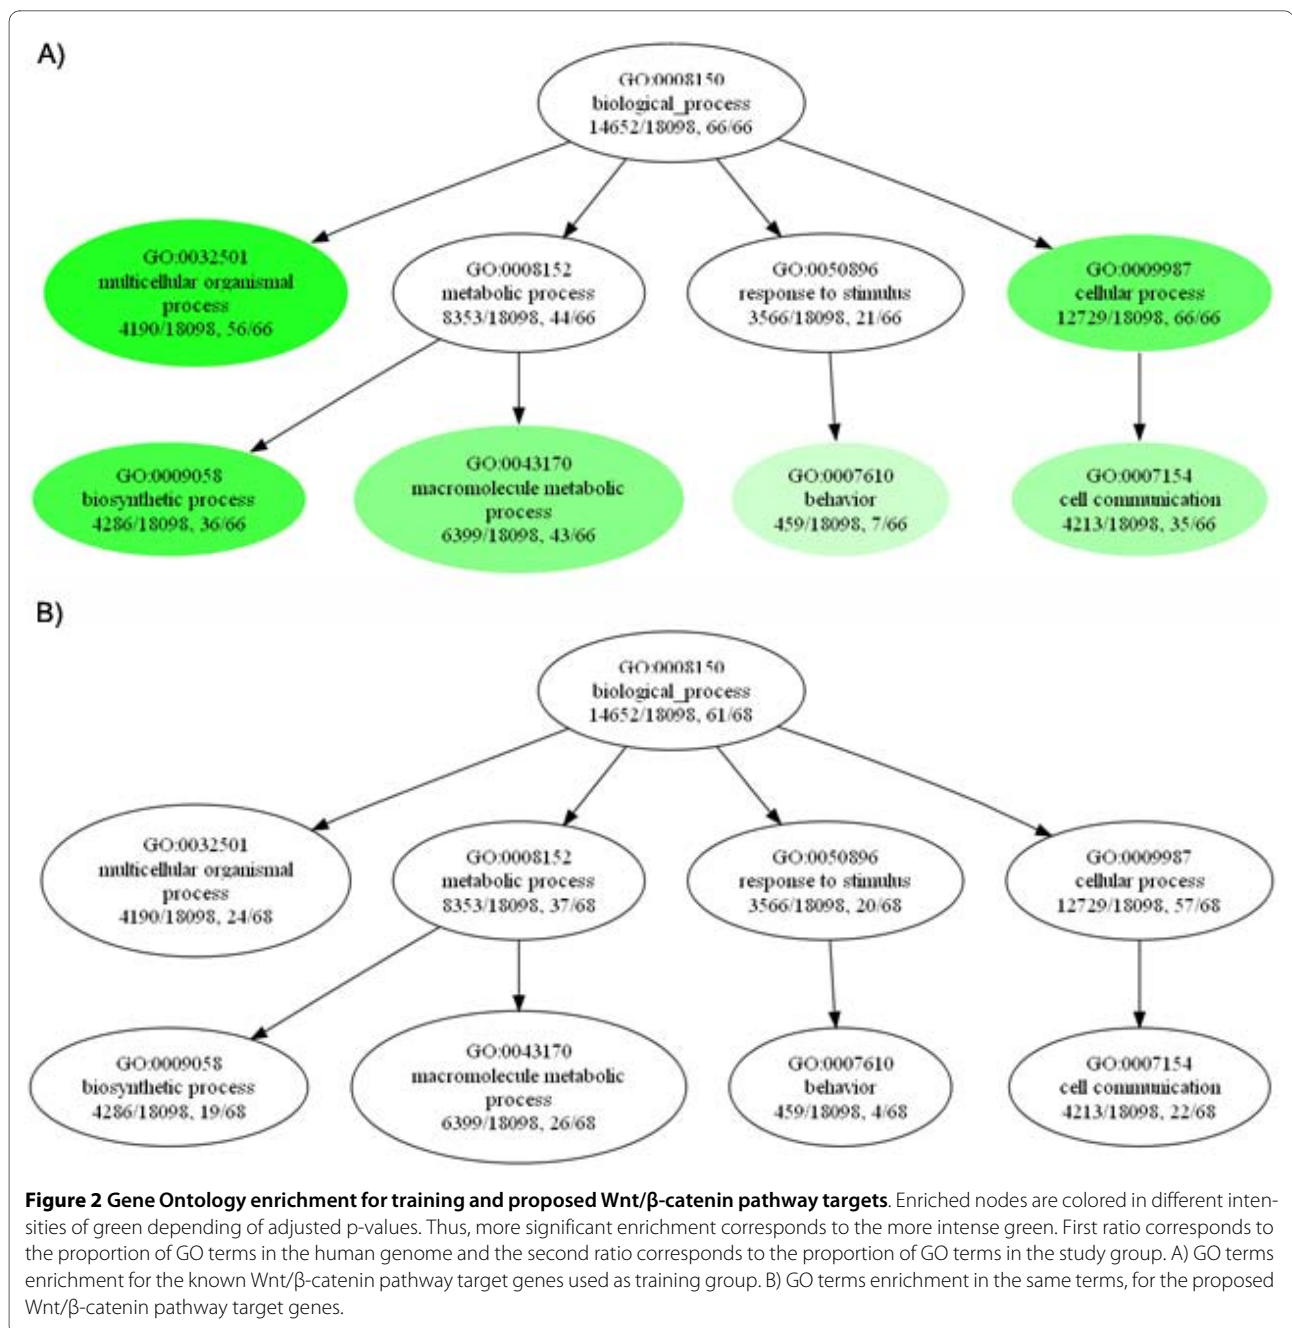 A)
GO:0008150
biological_process
14652/18098, 66/66
GO:0032501
multicellular organismal
process
4190/18098, 56/66
GO:0008152
metabolic process
8353/18098, 44/66
GO:0050896
response to stimulus
3566/18098, 21/66
GO:0009987
cellular process
12729/18098, 66/66
GO:0009058
biosynthetic process
4286/18098, 36/66
GO:0043170
macromolecule metabolic
process
6399/18098, 43/66
GO:0007610
behavior
459/18098, 7/66
GO:0007154
cell communication
4213/18098, 35/66
B)
GO:0008150
biological_process
14652/18098, 61/68
GO:0032501
multicellular organismal
process
4190/18098, 24/68
GO:0008152
metabolic process
8353/18098, 37/68
GO:0050896
response to stimulus
3566/18098, 20/68
GO:0009987
cellular process
12729/18098, 57/68
GO:0009058
biosynthetic process
4286/18098, 19/68
GO:0043170
macromolecule metabolic
process
6399/18098, 26/68
GO:0007610
behavior
459/18098, 4/68
GO:0007154
cell communication
4213/18098, 22/68
Figure 2 Gene Ontology enrichment for training and proposed Wnt/β-catenin pathway targets. Enriched nodes are colored in different inten-
sities of green depending of adjusted p-values. Thus, more significant enrichment corresponds to the more intense green. First ratio corresponds to
the proportion of GO terms in the human genome and the second ratio corresponds to the proportion of GO terms in the study group. A) GO terms
enrichment for the known Wnt/β-catenin pathway target genes used as training group. B) GO terms enrichment in the same terms, for the proposed
Wnt/β-catenin pathway target genes.